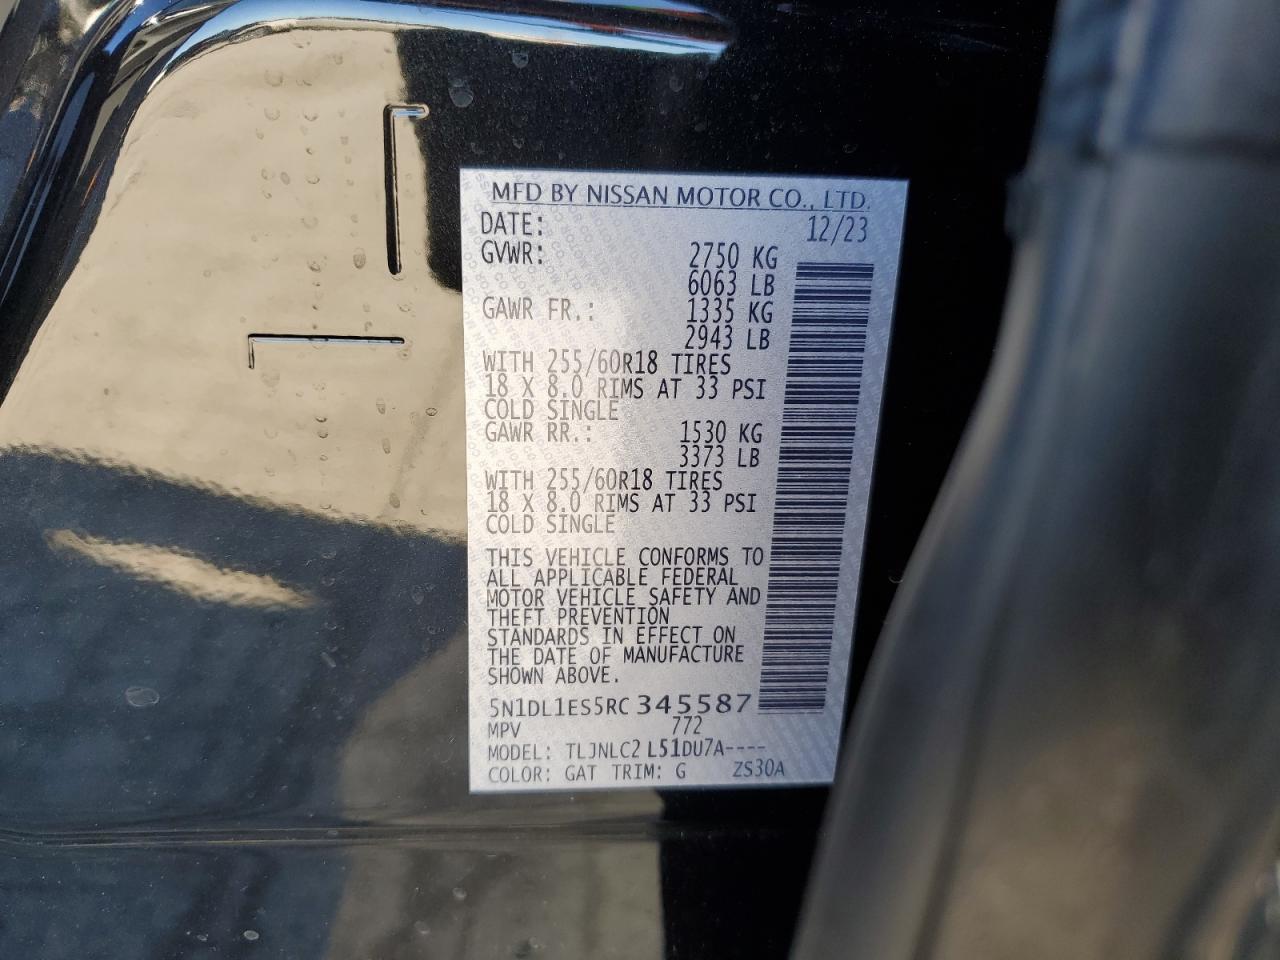 MFD BY NISSAN MOTOR CO., LTD.
DATE: 12/23
GVWR: 2750 KG
6063 LB
GAWR FR.: 1335 KG
2943 LB
WITH 255/60R18 TIRES
18 X 8.0 RIMS AT 33 PSI
COLD SINGLE
GAWR RR.: 1530 KG
3373 LB
WITH 255/60R18 TIRES
18 X 8.0 RIMS AT 33 PSI
COLD SINGLE
THIS VEHICLE CONFORMS TO
ALL APPLICABLE FEDERAL
MOTOR VEHICLE SAFETY AND
THEFT PREVENTION
STANDARDS IN EFFECT ON
THE DATE OF MANUFACTURE
SHOWN ABOVE.
5N1DL1ES5RC345587
MPV 772
MODEL: TLJNLC2 L51DU7A----
COLOR: GAT TRIM: G ZS30A